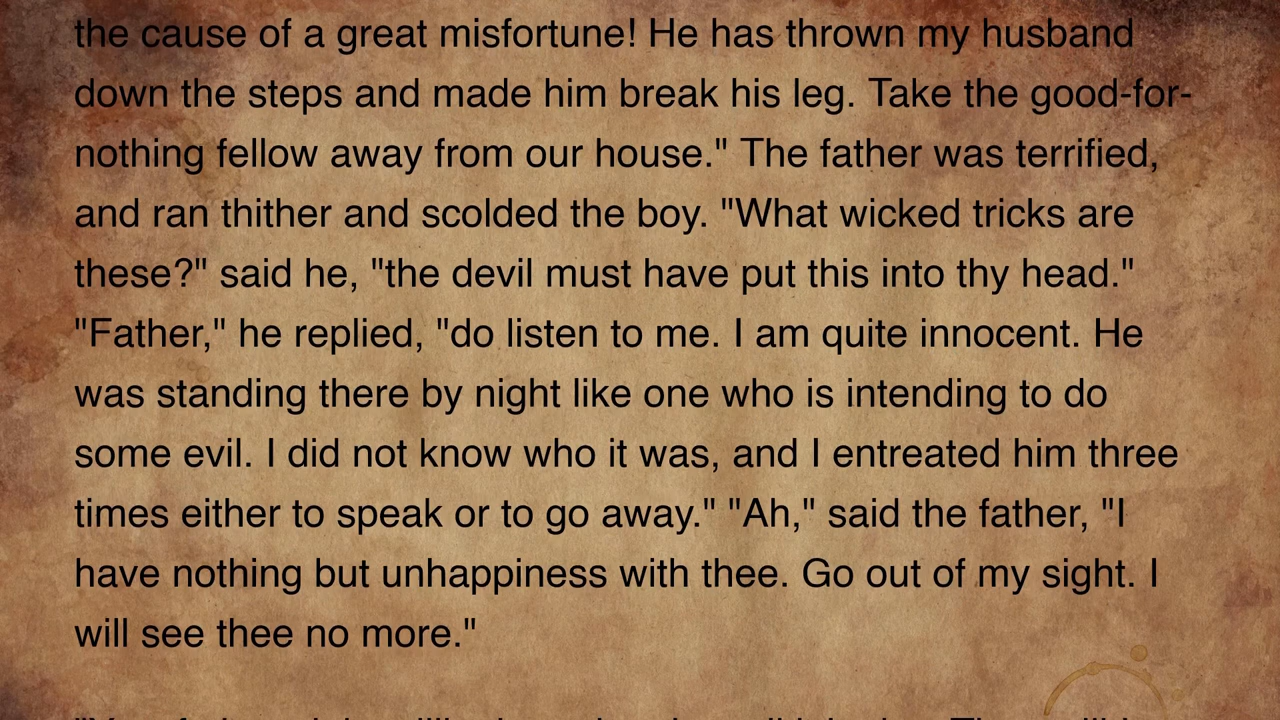 the cause of a great misfortune! He has thrown my husband
down the steps and made him break his leg. Take the good-for-
nothing fellow away from our house." The father was terrified,
and ran thither and scolded the boy. "What wicked tricks are
these?" said he, "the devil must have put this into thy head."
"Father," he replied, "do listen to me. I am quite innocent. He
was standing there by night like one who is intending to do
some evil. I did not know who it was, and I entreated him three
times either to speak or to go away." "Ah," said the father, "I
have nothing but unhappiness with thee. Go out of my sight. I
will see thee no more."